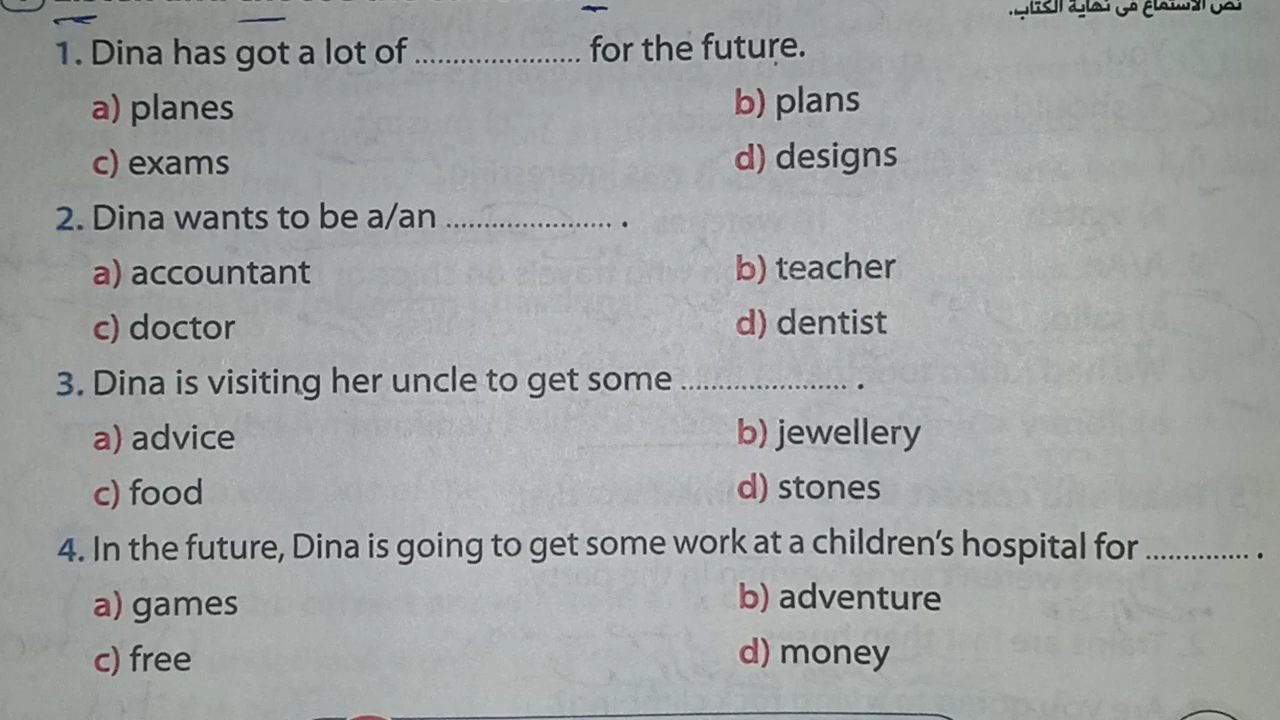 نص الاستماع فى نهاية الكتاب.
1. Dina has got a lot of ...................... for the future.
a) planes b) plans
c) exams d) designs
2. Dina wants to be a/an ...................... .
a) accountant b) teacher
c) doctor d) dentist
3. Dina is visiting her uncle to get some ...................... .
a) advice b) jewellery
c) food d) stones
4. In the future, Dina is going to get some work at a children's hospital for .............. .
a) games b) adventure
c) free d) money